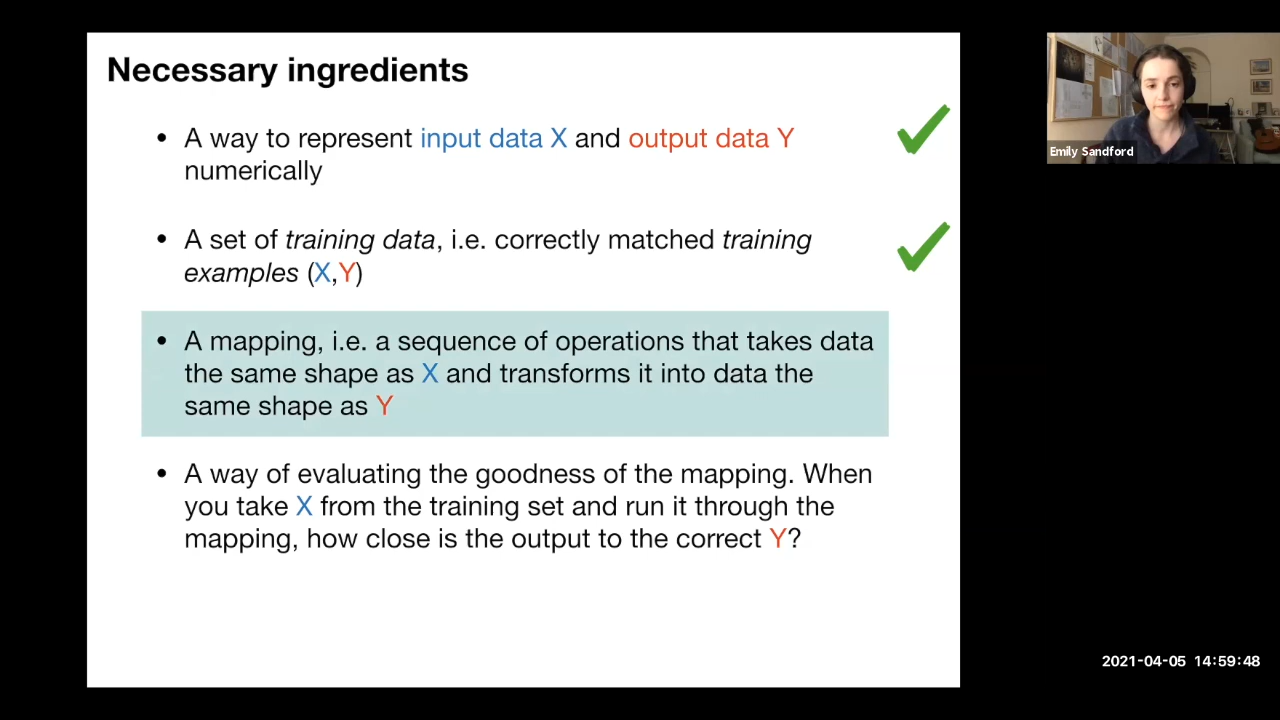 Necessary ingredients
• A way to represent input data X and output data Y
numerically
• A set of training data, i.e. correctly matched training
examples (X,Y)
• A mapping, i.e. a sequence of operations that takes data
the same shape as X and transforms it into data the
same shape as Y
• A way of evaluating the goodness of the mapping. When
you take X from the training set and run it through the
mapping, how close is the output to the correct Y?
Emily Sandford
2021-04-05 14:59:48